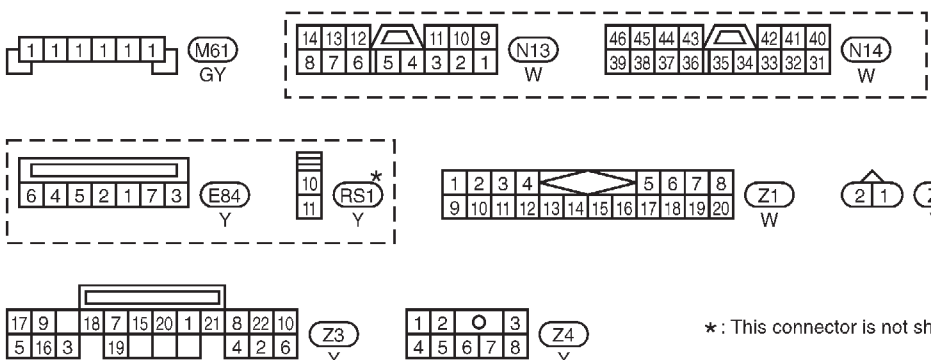 1 1 1 1 1 1 M61
GY
14 13 12 11 10 9
8 7 6 5 4 3 2 1
N13
W
46 45 44 43 42 41 40
39 38 37 36 35 34 33 32 31
N14
W
6 4 5 2 1 7 3
E84
Y
10
11
*
RS1
Y
1 2 3 4 5 6 7 8
9 10 11 12 13 14 15 16 17 18 19 20
Z1
W
2 1
17 9 18 7 15 20 1 21 8 22 10
5 16 3 19 4 2 6
Z3
Y
1 2 3
4 5 6 7 8
Z4
Y
* : This connector is not